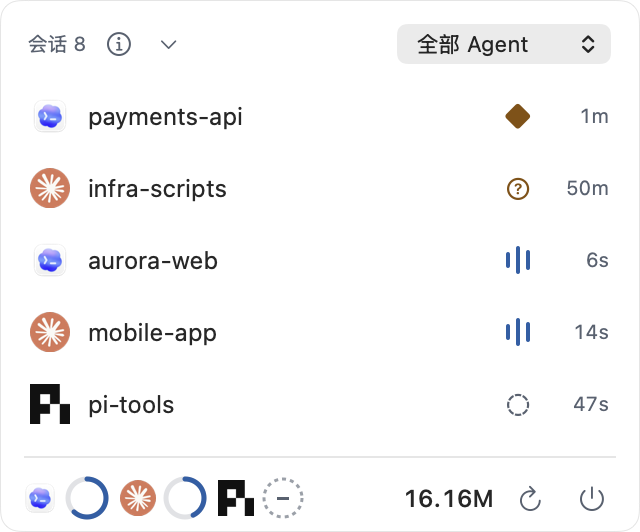 会话 8 全部 Agent
payments-api 1m
infra-scripts ? 50m
aurora-web 6s
mobile-app 14s
pi-tools 47s
16.16M